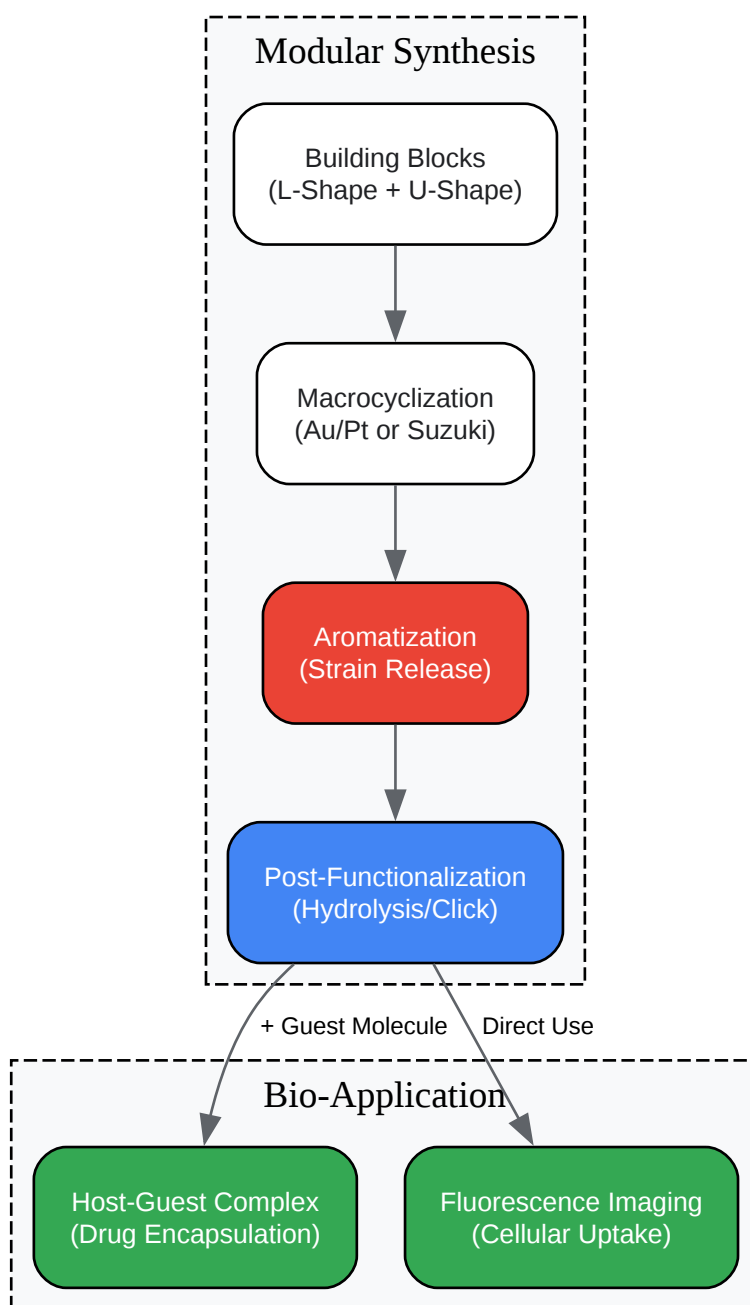 Modular Synthesis
Building Blocks
(L-Shape + U-Shape)
Macrocyclization
(Au/Pt or Suzuki)
Aromatization
(Strain Release)
Post-Functionalization
(Hydrolysis/Click)
+ Guest Molecule
Direct Use
Bio-Application
Host-Guest Complex
(Drug Encapsulation)
Fluorescence Imaging
(Cellular Uptake)